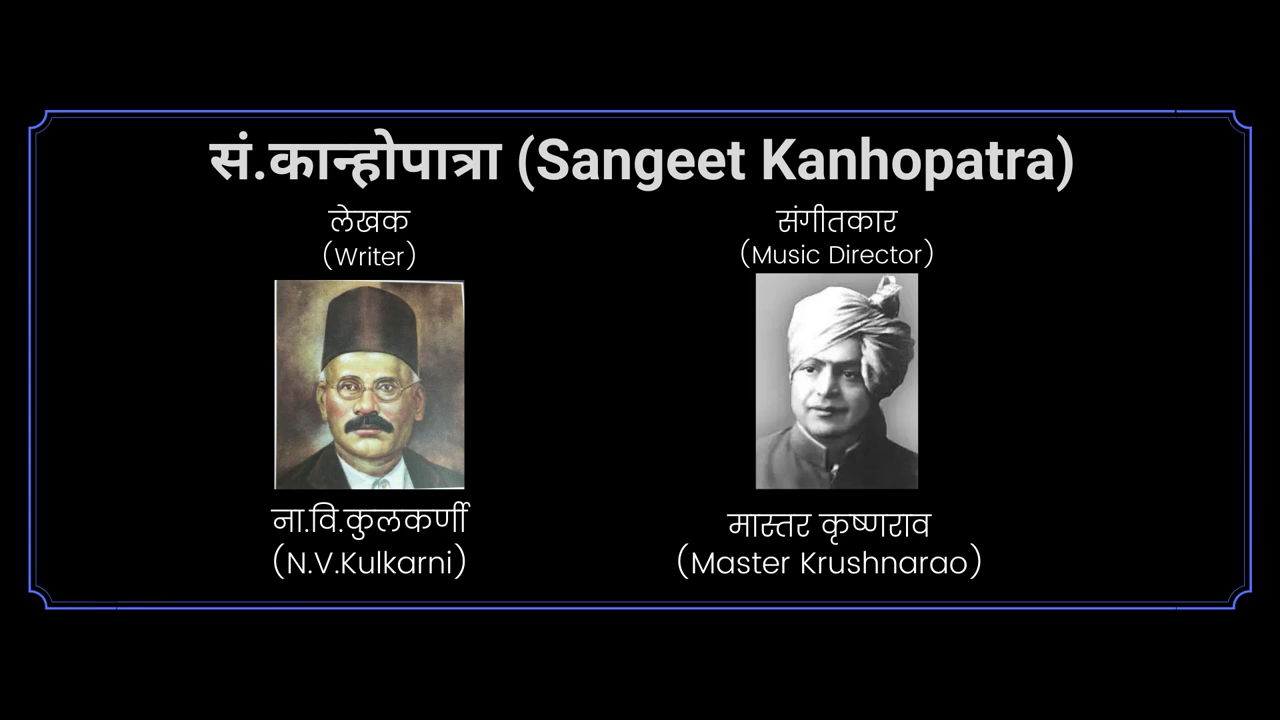 सं.कान्होपात्रा (Sangeet Kanhopatra)
लेखक
(Writer)
ना.वि.कुलकर्णी
(N.V.Kulkarni)
संगीतकार
(Music Director)
मास्तर कृष्णराव
(Master Krushnarao)